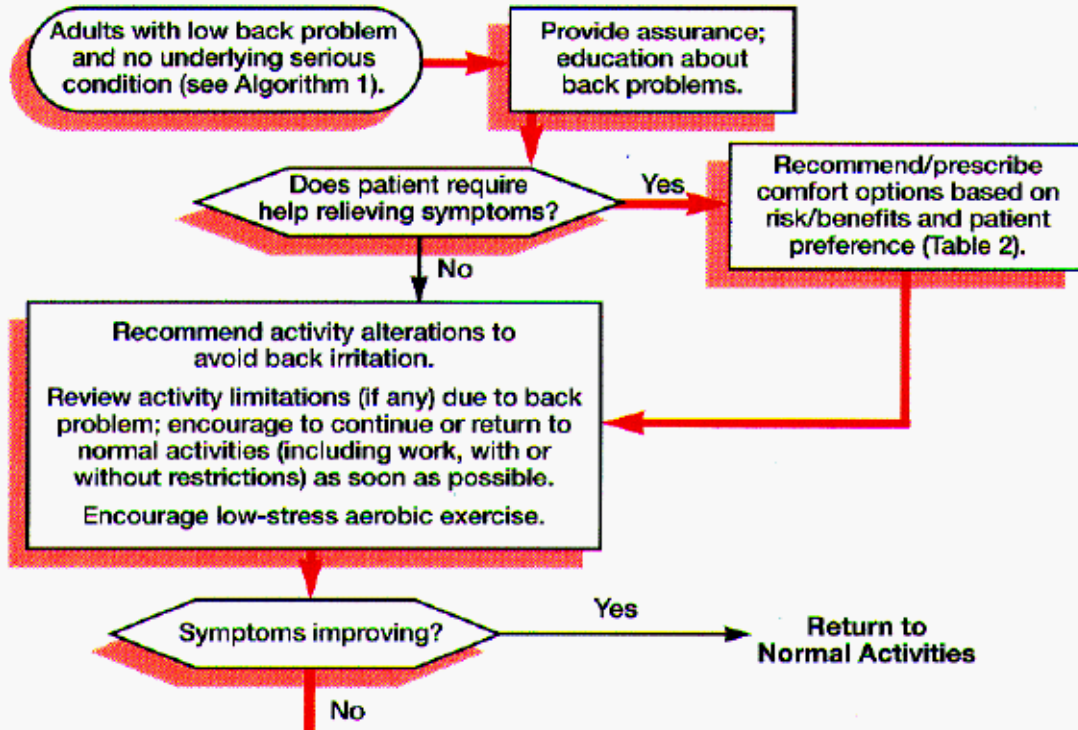 Adults with low back problem
and no underlying serious
condition (see Algorithm 1).
Provide assurance;
education about
back problems.
Does patient require
help relieving symptoms?
Yes
Recommend/prescribe
comfort options based on
risk/benefits and patient
preference (Table 2).
No
Recommend activity alterations to
avoid back irritation.
Review activity limitations (if any) due to back
problem; encourage to continue or return to
normal activities (including work, with or
without restrictions) as soon as possible.
Encourage low-stress aerobic exercise.
Symptoms improving?
Yes
Return to
Normal Activities
No